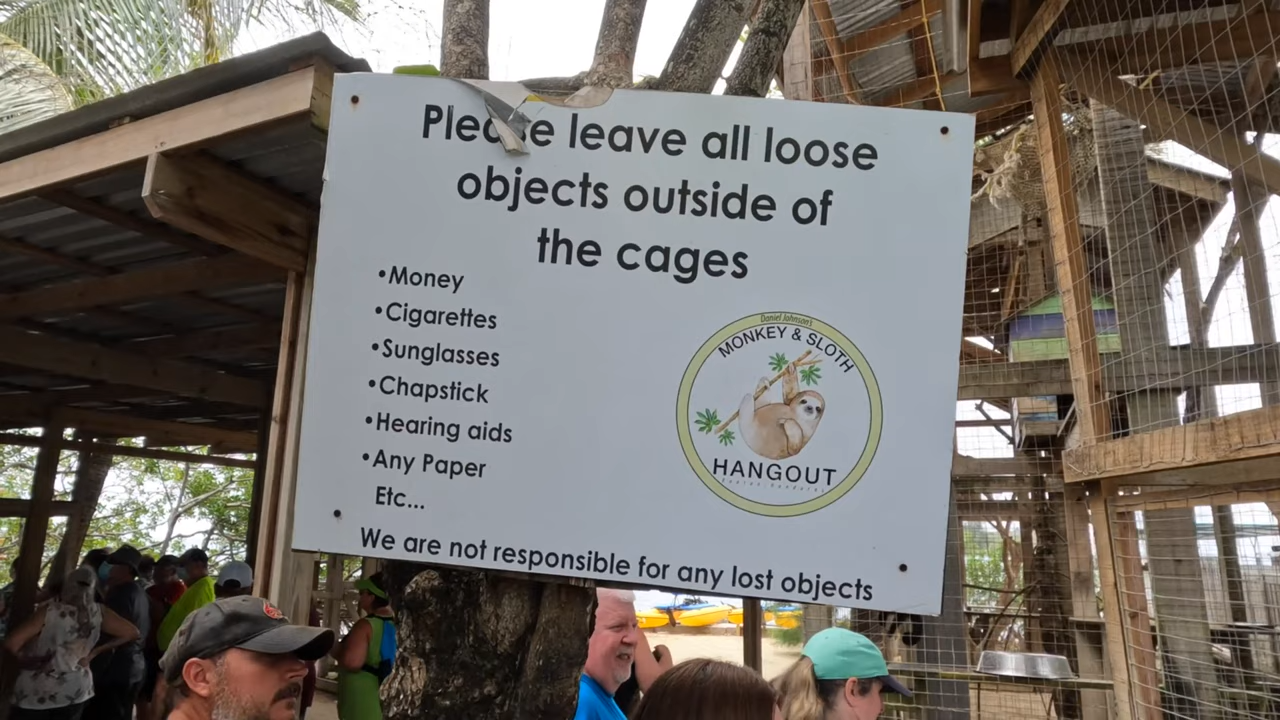 Please leave all loose
objects outside of
the cages
•Money
•Cigarettes
•Sunglasses
•Chapstick
•Hearing aids
•Any Paper
Etc...
Daniel Johnson's
MONKEY & SLOTH
HANGOUT
We are not responsible for any lost objects